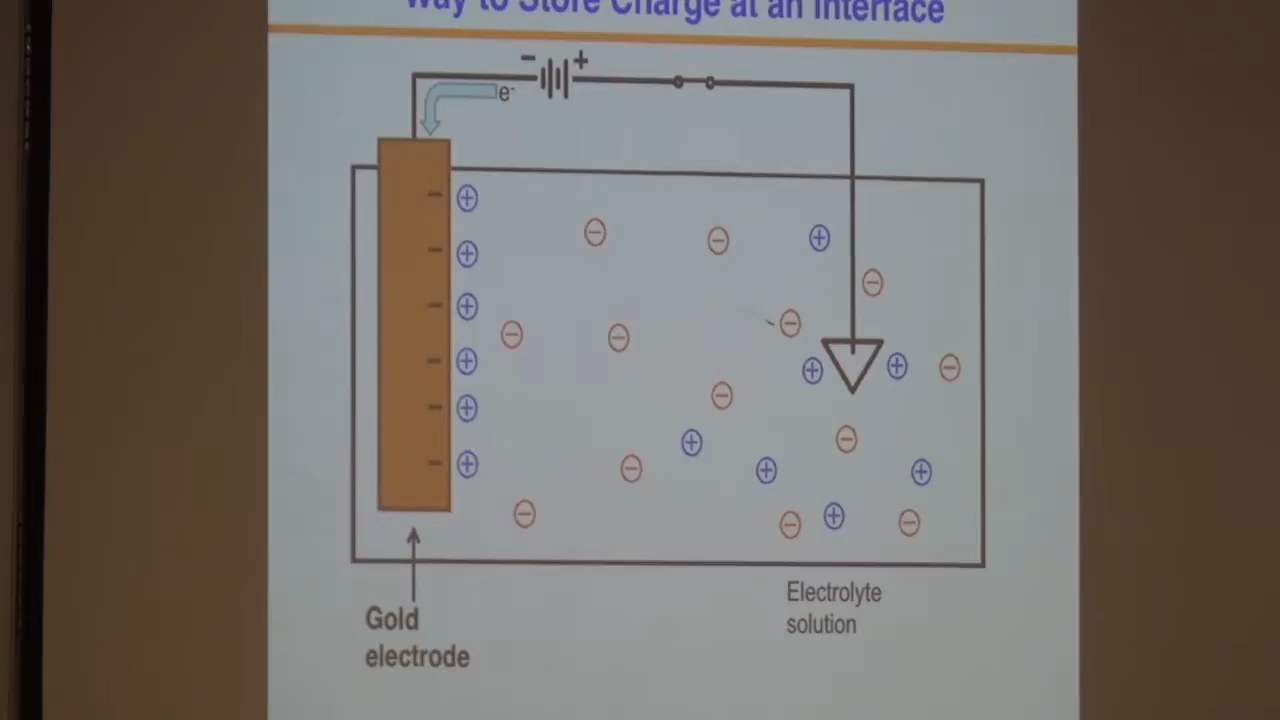 Way to Store Charge at an Interface
- +
e-
Gold
electrode
Electrolyte
solution